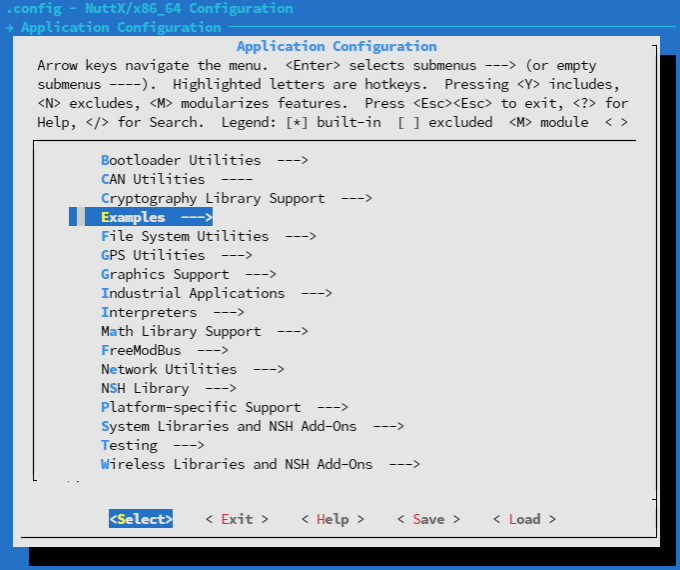 .config - NuttX/x86_64 Configuration
→ Application Configuration
Application Configuration
Arrow keys navigate the menu.  <Enter> selects submenus ---> (or empty
submenus ----).  Highlighted letters are hotkeys.  Pressing <Y> includes,
<N> excludes, <M> modularizes features.  Press <Esc><Esc> to exit, <?> for
Help, </> for Search.  Legend: [*] built-in  [ ] excluded  <M> module  < >
Bootloader Utilities  --->
CAN Utilities  ----
Cryptography Library Support  --->
Examples  --->
File System Utilities  --->
GPS Utilities  --->
Graphics Support  --->
Industrial Applications  --->
Interpreters  --->
Math Library Support  --->
FreeModBus  --->
Network Utilities  --->
NSH Library  --->
Platform-specific Support  --->
System Libraries and NSH Add-Ons  --->
Testing  --->
Wireless Libraries and NSH Add-Ons  --->
<Select>    < Exit >    < Help >    < Save >    < Load >